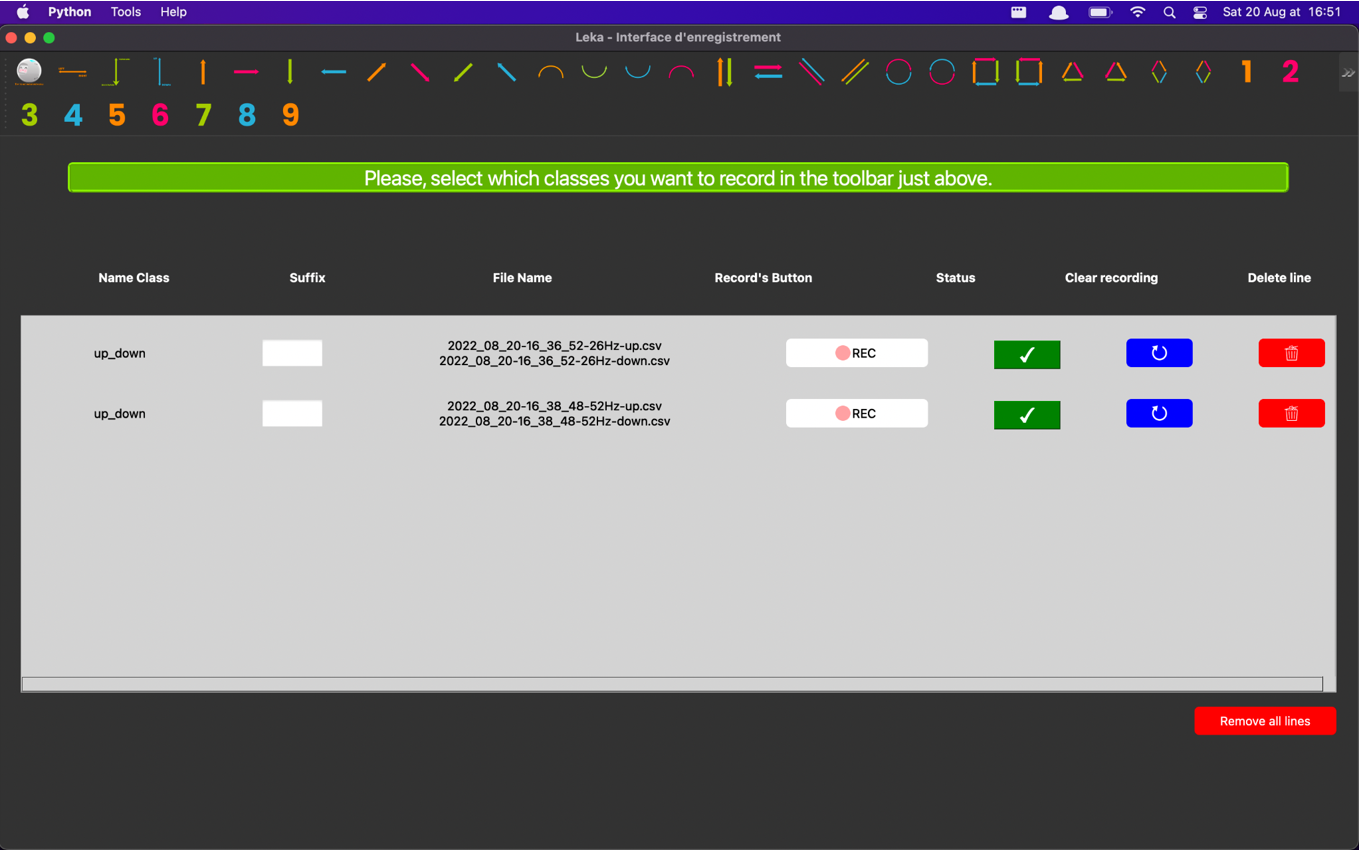 Python Tools Help Sat 20 Aug at 16:51
Leka - Interface d'enregistrement
1 2
3 4 5 6 7 8 9
Please, select which classes you want to record in the toolbar just above.
Name Class Suffix File Name Record's Button Status Clear recording Delete line
up_down 2022_08_20-16_36_52-26Hz-up.csv REC
2022_08_20-16_36_52-26Hz-down.csv
up_down 2022_08_20-16_38_48-52Hz-up.csv REC
2022_08_20-16_38_48-52Hz-down.csv
Remove all lines